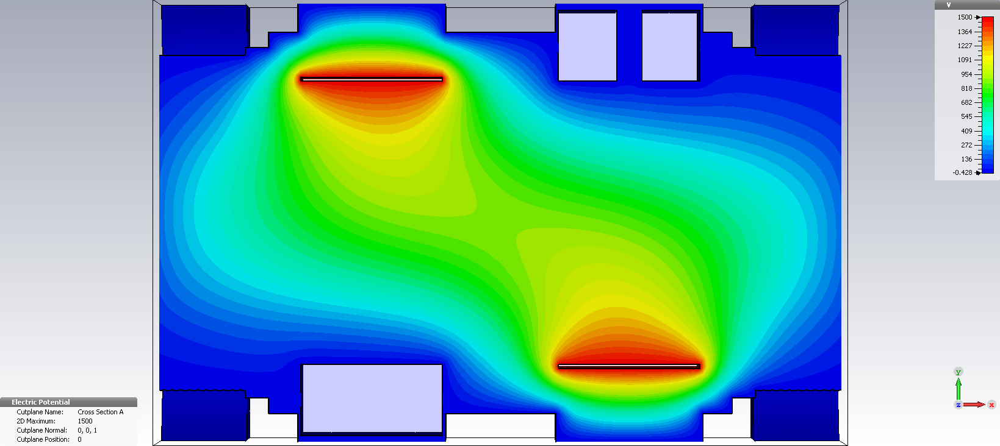 V
1500
1364
1227
1091
954
818
682
545
409
272
136
-0.428
y
z
x
Electric Potential
Cutplane Name: Cross Section A
2D Maximum: 1500
Cutplane Normal: 0, 0, 1
Cutplane Position: 0